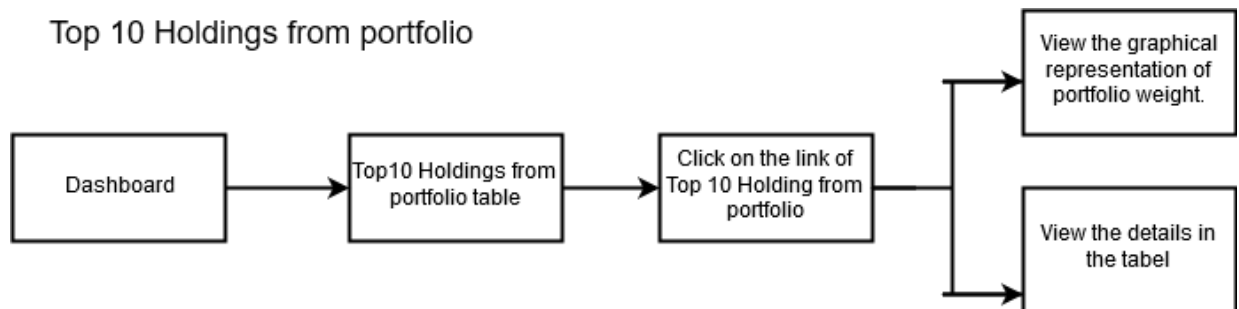 Top 10 Holdings from portfolio
Dashboard
Top10 Holdings from
portfolio table
Click on the link of
Top 10 Holding from
portfolio
View the graphical
representation of
portfolio weight.
View the details in
the tabel